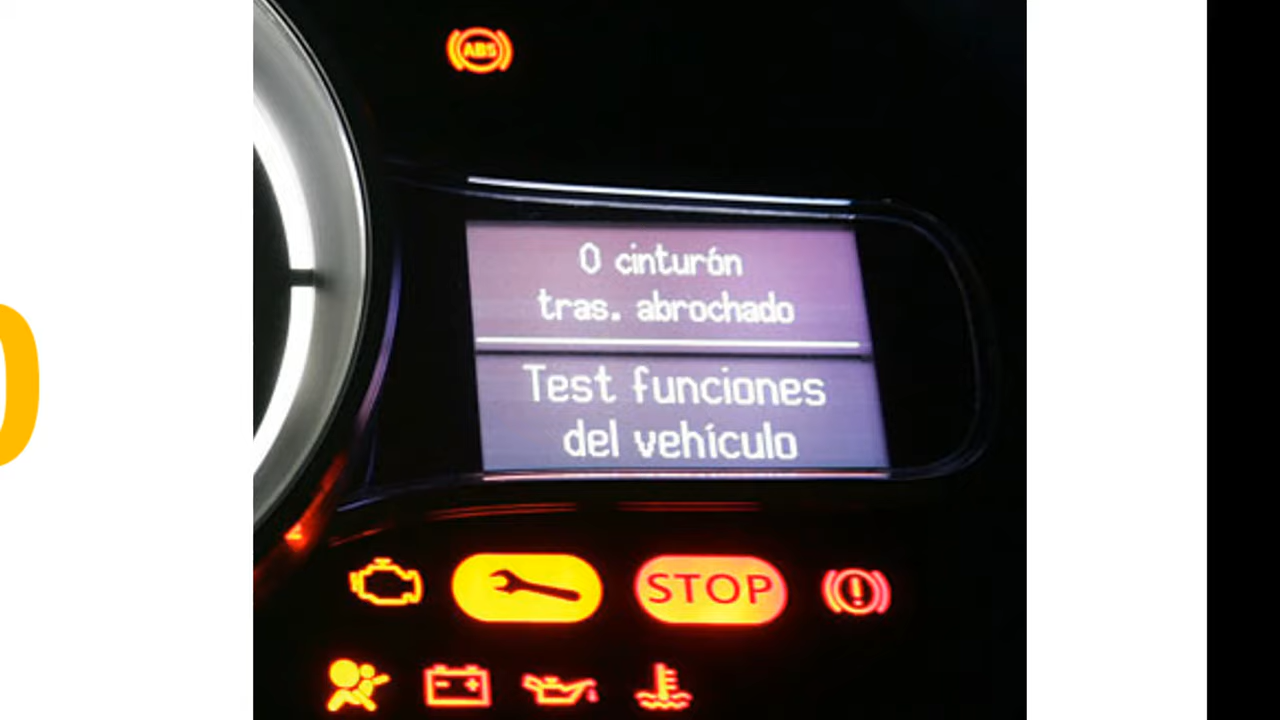 ABS
0 cinturón
tras. abrochado
Test funciones
del vehículo
STOP